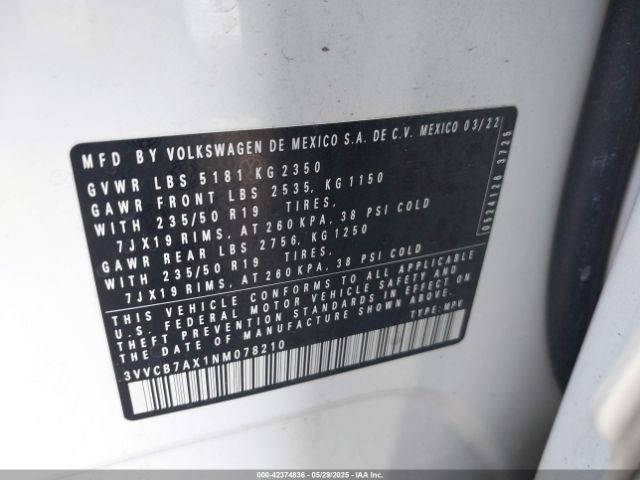 MFD BY VOLKSWAGEN DE MEXICO S.A. DE C.V. MEXICO 03/22
GVWR LBS 5181 KG 2350
GAWR FRONT LBS 2535, KG 1150
WITH 235/50 R19 TIRES,
7JX19 RIMS, AT 260 KPA, 38 PSI COLD
GAWR REAR LBS 2756, KG 1250
WITH 235/50 R19 TIRES,
7JX19 RIMS, AT 260 KPA, 38 PSI COLD
THIS VEHICLE CONFORMS TO ALL APPLICABLE
U.S. FEDERAL MOTOR VEHICLE SAFETY AND
THEFT PREVENTION STANDARDS IN EFFECT ON
THE DATE OF MANUFACTURE SHOWN ABOVE.
3VVCB7AX1NM078210 TYPE: MPV
0524126 3725
000-42374836 - 05/29/2025 - IAA Inc.